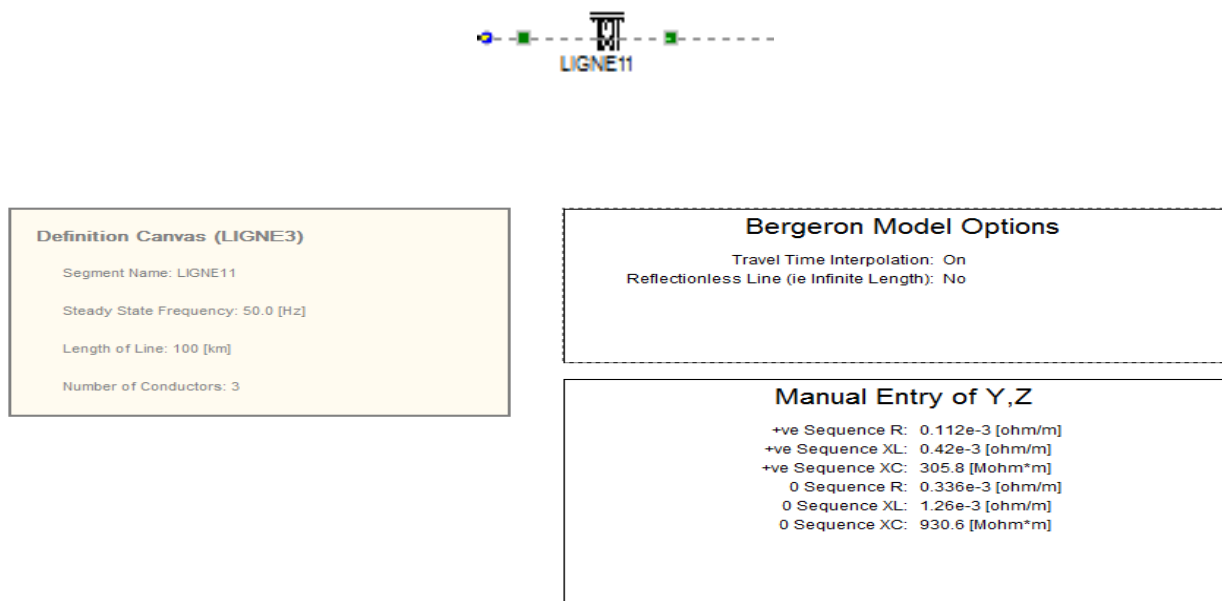 LIGNE11
Definition Canvas (LIGNE3)
Segment Name: LIGNE11
Steady State Frequency: 50.0 [Hz]
Length of Line: 100 [km]
Number of Conductors: 3
Bergeron Model Options
Travel Time Interpolation: On
Reflectionless Line (ie Infinite Length): No
Manual Entry of Y,Z
+ve Sequence R: 0.112e-3 [ohm/m]
+ve Sequence XL: 0.42e-3 [ohm/m]
+ve Sequence XC: 305.8 [Mohm*m]
0 Sequence R: 0.336e-3 [ohm/m]
0 Sequence XL: 1.26e-3 [ohm/m]
0 Sequence XC: 930.6 [Mohm*m]